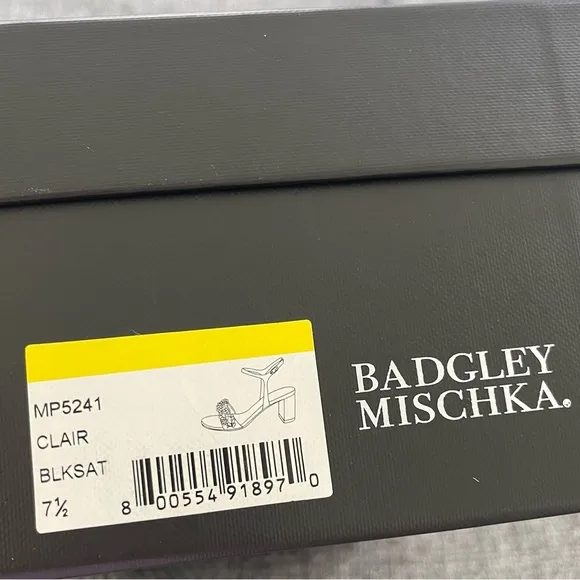 MP5241
CLAIR
BLKSAT
7½
8 00554 91897 0
BADGLEY
MISCHKA®